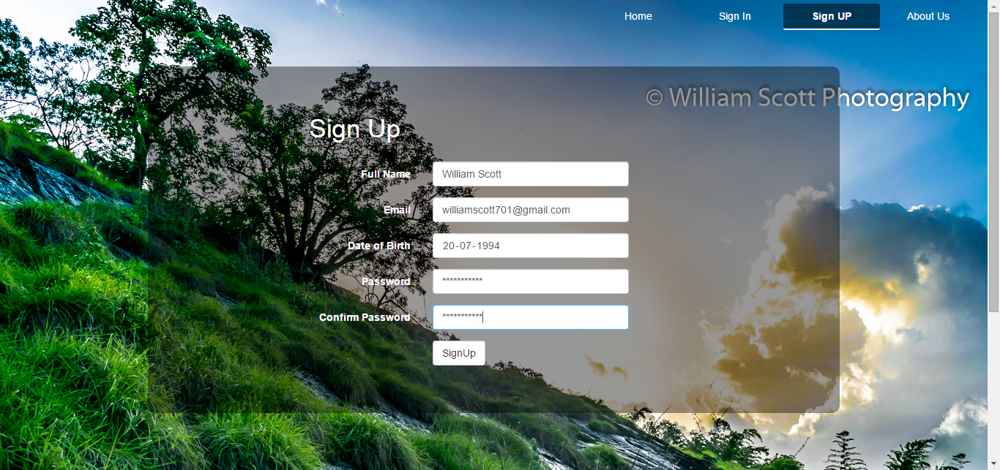 Home Sign In Sign UP About Us
© William Scott Photography
Sign Up
Full Name William Scott
Email williamscott701@gmail.com
Date of Birth 20-07-1994
Password ***********
Confirm Password ***********
SignUp